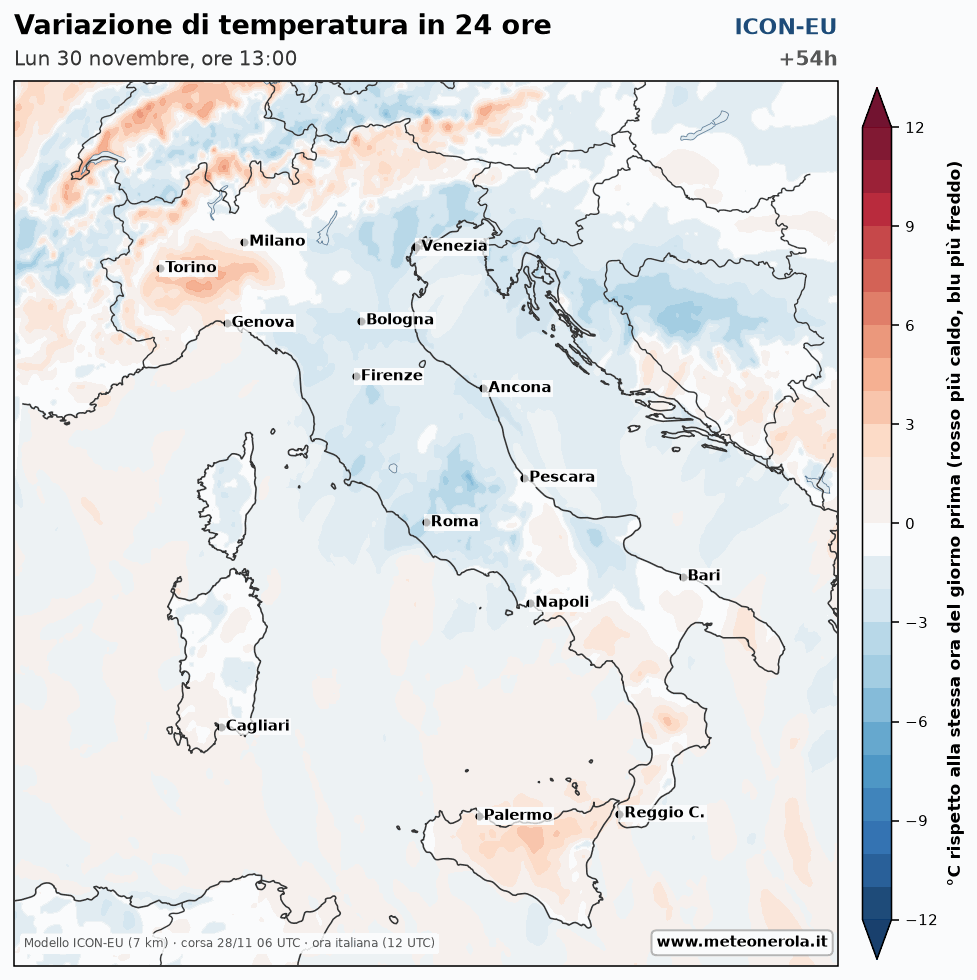 Variazione di temperatura in 24 ore
ICON-EU
Lun 30 novembre, ore 13:00
+54h
Milano
Venezia
Torino
Genova
Bologna
Firenze
Ancona
Pescara
Roma
Bari
Napoli
Cagliari
Palermo
Reggio C.
12
9
6
3
0
−3
−6
−9
−12
°C rispetto alla stessa ora del giorno prima (rosso più caldo, blu più freddo)
Modello ICON-EU (7 km) · corsa 28/11 06 UTC · ora italiana (12 UTC)
www.meteonerola.it